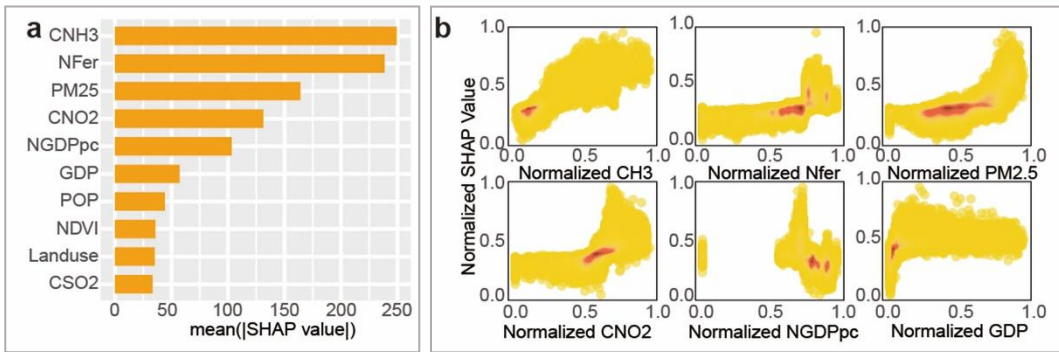 a
CNH3
NFer
PM25
CNO2
NGDPpc
GDP
POP
NDVI
Landuse
CSO2
0 50 100 150 200 250
mean(|SHAP value|)
b
Normalized SHAP Value
1.0 1.0 1.0
0.5 0.5 0.5
0.0 0.0 0.0
0.0 0.5 1.0 0.0 0.5 1.0 0.0 0.5 1.0
Normalized CH3 Normalized Nfer Normalized PM2.5
1.0 1.0 1.0
0.5 0.5 0.5
0.0 0.0 0.0
0.0 0.5 1.0 0.0 0.5 1.0 0.0 0.5 1.0
Normalized CNO2 Normalized NGDPpc Normalized GDP